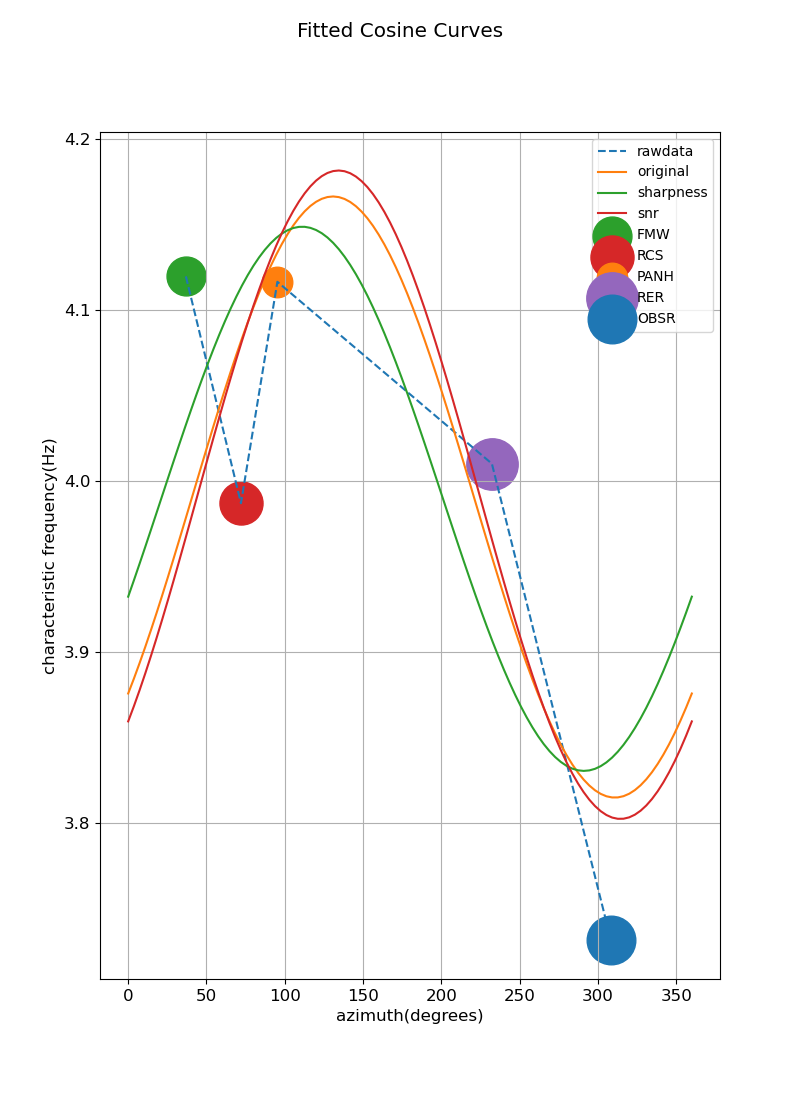 Fitted Cosine Curves
4.2
4.1
4.0
3.9
3.8
characteristic frequency(Hz)
rawdata
original
sharpness
snr
FMW
RCS
PANH
RER
OBSR
0 50 100 150 200 250 300 350
azimuth(degrees)